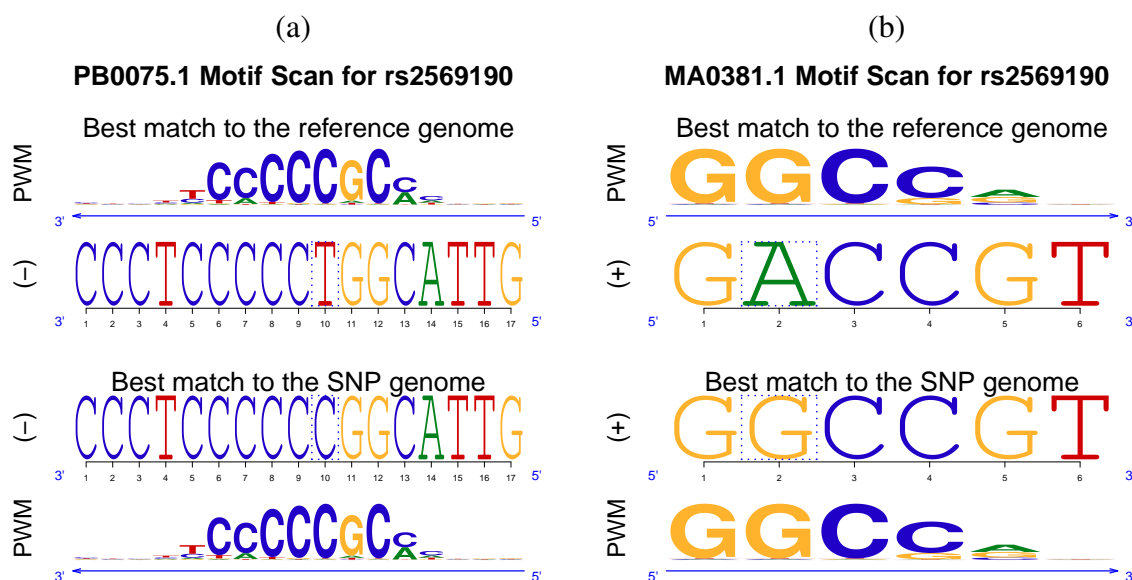 (a)
PB0075.1 Motif Scan for rs2569190
Best match to the reference genome
PWM
3' 5'
(−)
CCCTCCCCCTGGCATTG
3' 1 2 3 4 5 6 7 8 9 10 11 12 13 14 15 16 17 5'
Best match to the SNP genome
(−)
CCCTCCCCCCGGCATTG
3' 1 2 3 4 5 6 7 8 9 10 11 12 13 14 15 16 17 5'
PWM
3' 5'
(b)
MA0381.1 Motif Scan for rs2569190
Best match to the reference genome
PWM
GGCCA
5' 3'
(+)
GACCGT
5' 1 2 3 4 5 6 3'
Best match to the SNP genome
(+)
GGCCGT
5' 1 2 3 4 5 6 3'
PWM
GGCCA
5' 3'